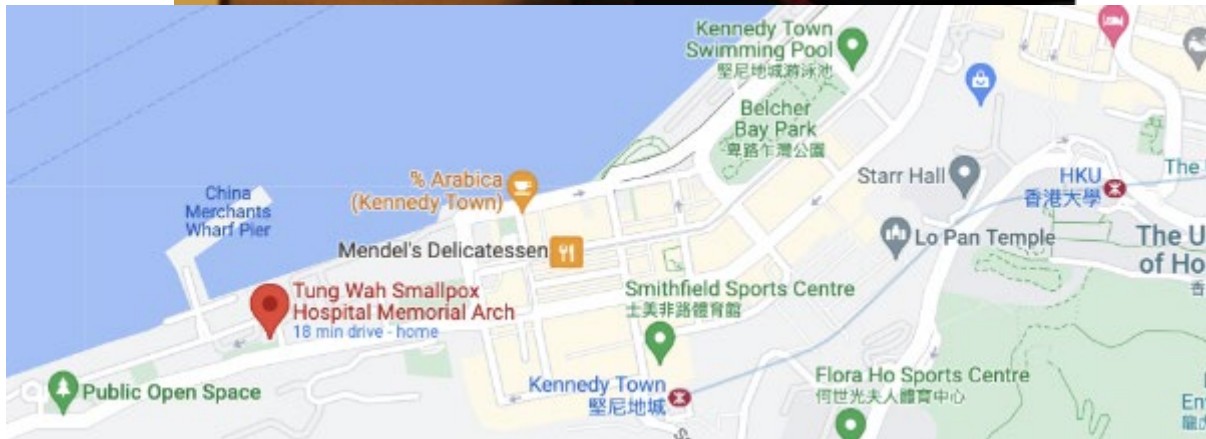 Kennedy Town
Swimming Pool
堅尼地城游泳池
Belcher
Bay Park
卑路乍灣公園
% Arabica
(Kennedy Town)
China
Merchants
Wharf Pier
Starr Hall
HKU
香港大學
The
Mendel's Delicatessen
Lo Pan Temple
The U
of Ho
香
Tung Wah Smallpox
Hospital Memorial Arch
18 min drive - home
Smithfield Sports Centre
士美非路體育館
Public Open Space
Kennedy Town
堅尼地城
Flora Ho Sports Centre
何世光夫人體育中心
En